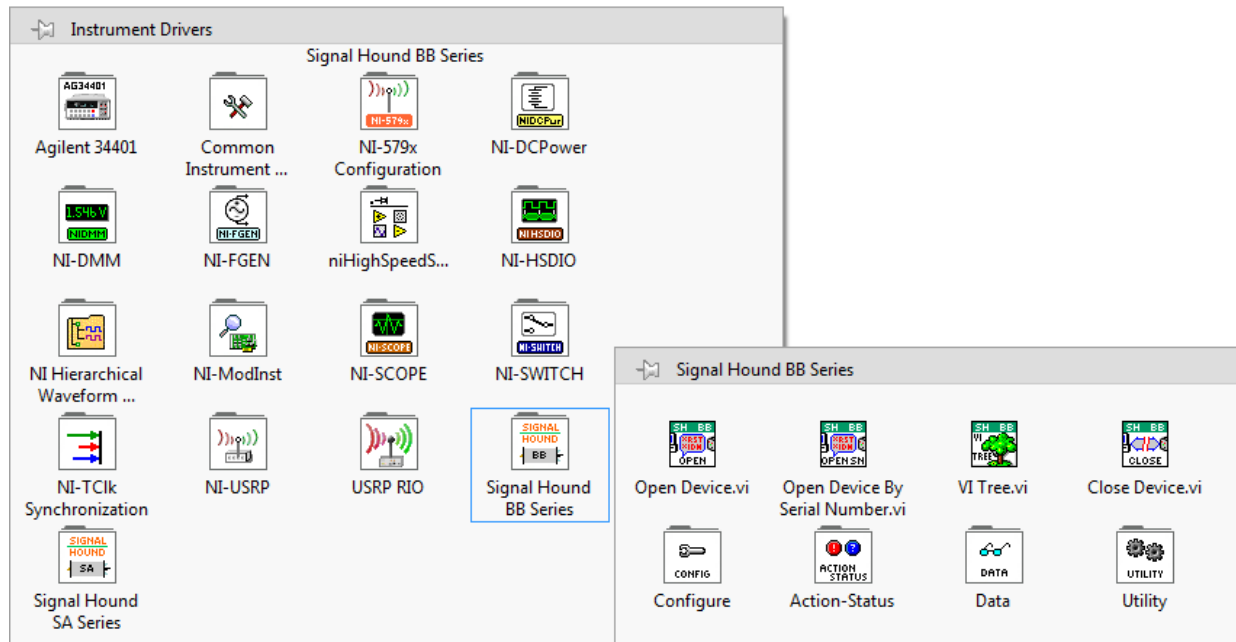 Instrument Drivers
Signal Hound BB Series
AG34401
NI-579x
NIDCPwr
Agilent 34401
Common
Instrument ...
NI-579x
Configuration
NI-DCPower
1.546 V
NIDMM
NI-FGEN
NIHSDIO
NI-DMM
NI-FGEN
niHighSpeedS...
NI-HSDIO
NI-SCOPE
NI-SWITCH
NI Hierarchical
Waveform ...
NI-ModInst
NI-SCOPE
NI-SWITCH
SIGNAL
HOUND
BB
NI-TClk
Synchronization
NI-USRP
USRP RIO
Signal Hound
BB Series
SIGNAL
HOUND
SA
Signal Hound
SA Series
Signal Hound BB Series
SH BB
*RST
*IDN
OPEN
SH BB
*RST
*IDN
OPEN SN
SH BB
VI
TREE
SH BB
CLOSE
Open Device.vi
Open Device By
Serial Number.vi
VI Tree.vi
Close Device.vi
CONFIG
ACTION
STATUS
DATA
UTILITY
Configure
Action-Status
Data
Utility